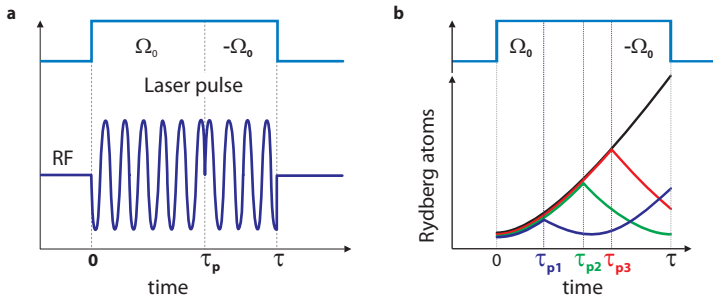 a
Ω₀ -Ω₀
Laser pulse
RF
0 τp τ
time
b
Ω₀ -Ω₀
Rydberg atoms
0 τp1 τp2 τp3 τ
time